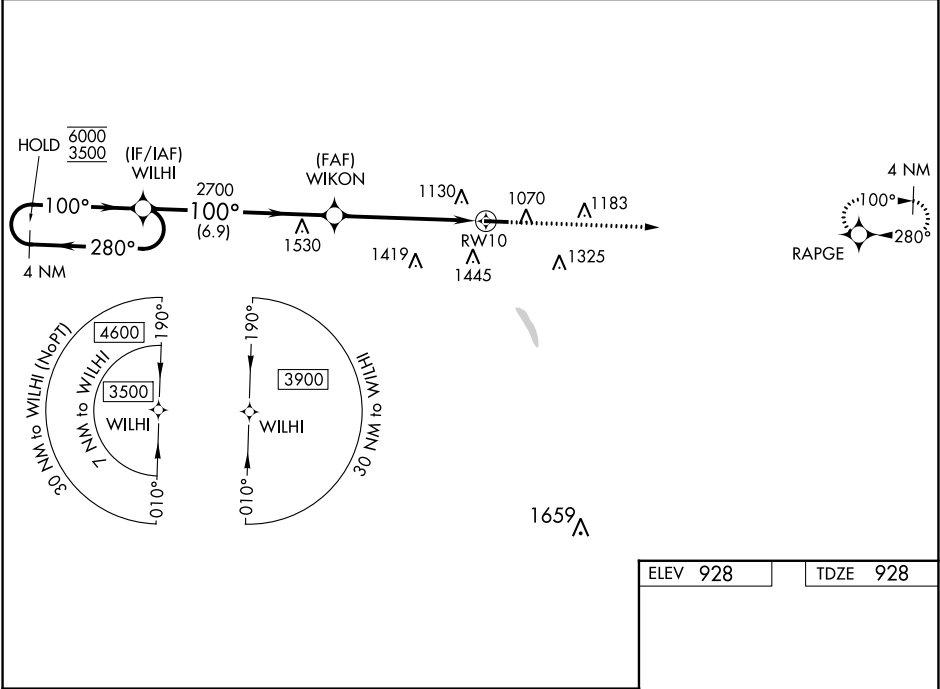 HOLD
6000
3500
(IF/IAF)
WILHI
(FAF)
WIKON
4 NM
100°
2700
100°
(6.9)
280°
4 NM
1530
1130
1070
1183
RW10
1419
1445
1325
100°
280°
RAPGE
30 NM to WILHI (NoPT)
4600
190°
7 NM to WILHI
3500
WILHI
010°
190°
3900
WILHI
30 NM to WILHI
010°
1659
ELEV 928
TDZE 928